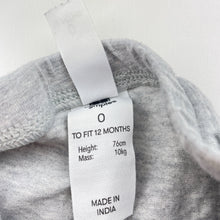 0
TO FIT 12 MONTHS
Height: 76cm
Mass: 10kg
MADE IN
INDIA